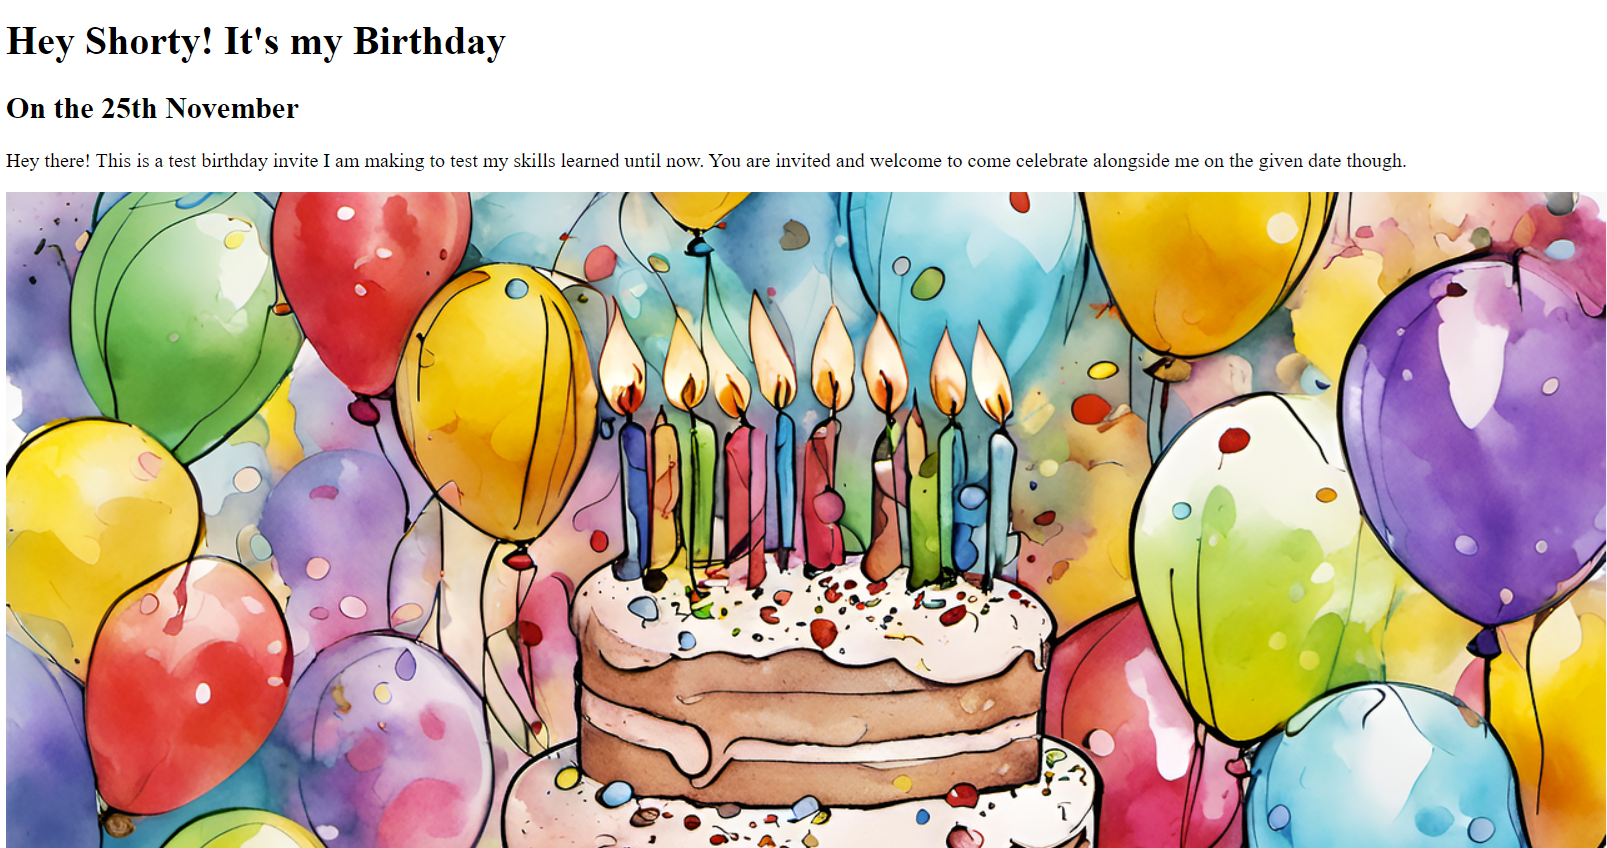 Hey Shorty! It's my Birthday
On the 25th November
Hey there! This is a test birthday invite I am making to test my skills learned until now. You are invited and welcome to come celebrate alongside me on the given date though.